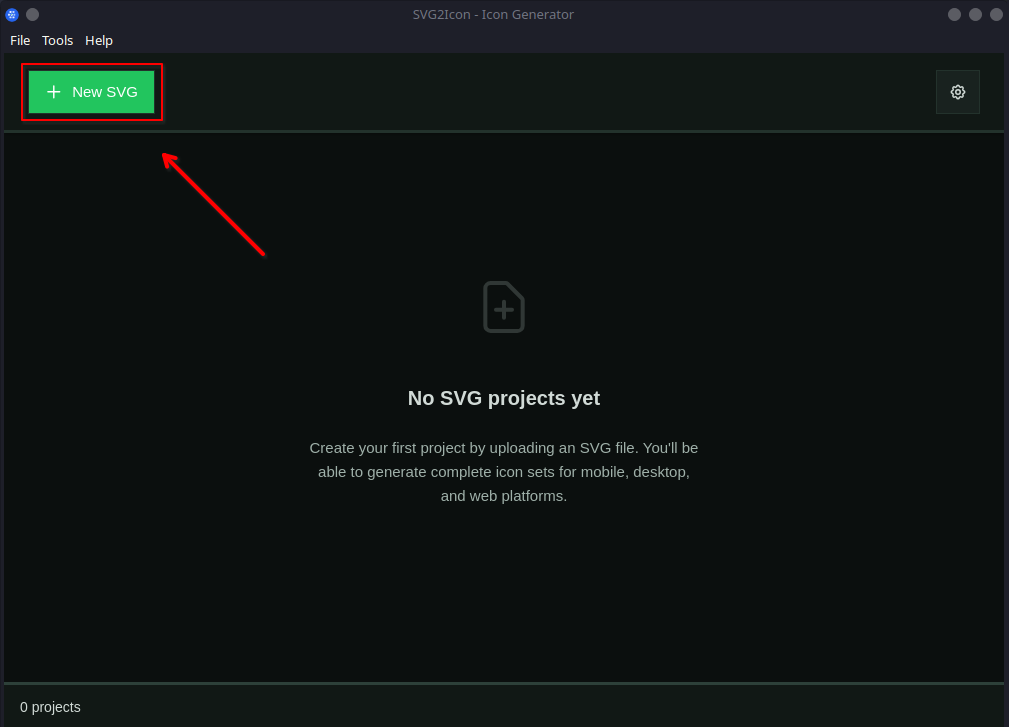 SVG2Icon - Icon Generator
File Tools Help
New SVG
No SVG projects yet
Create your first project by uploading an SVG file. You'll be
able to generate complete icon sets for mobile, desktop,
and web platforms.
0 projects